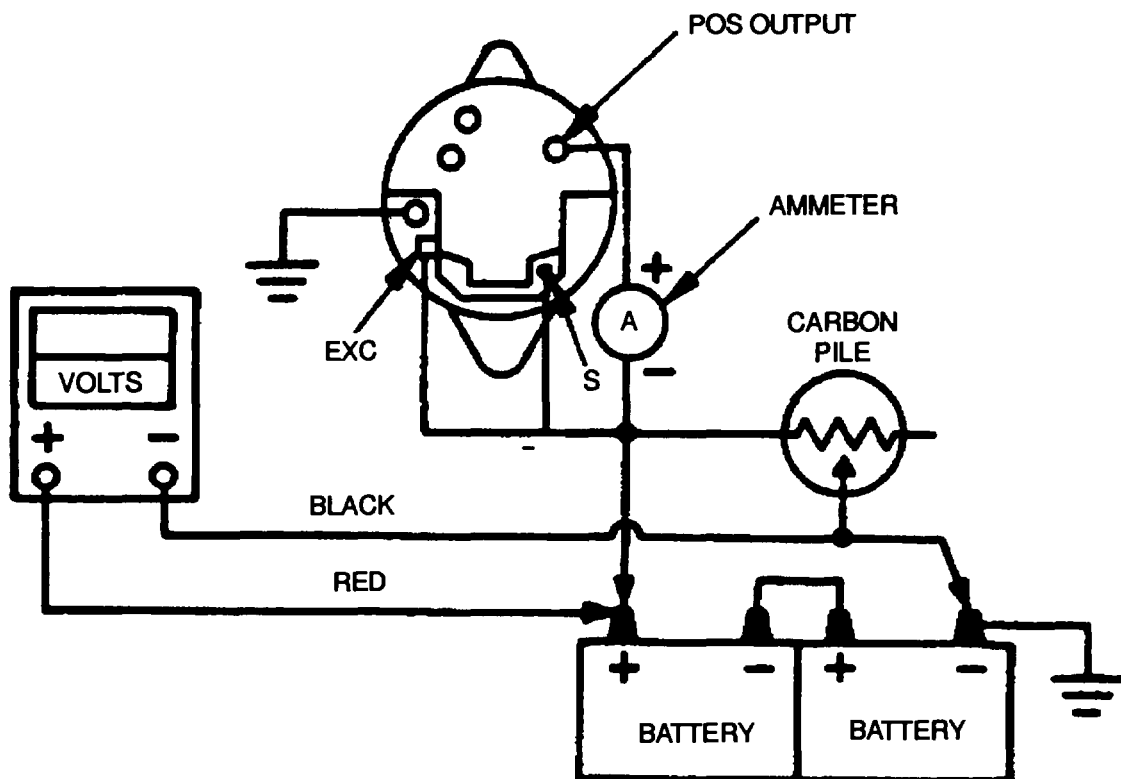 POS OUTPUT
AMMETER
+
A
CARBON
PILE
EXC
S
-
VOLTS
+ -
-
BLACK
RED
+ - + -
BATTERY BATTERY